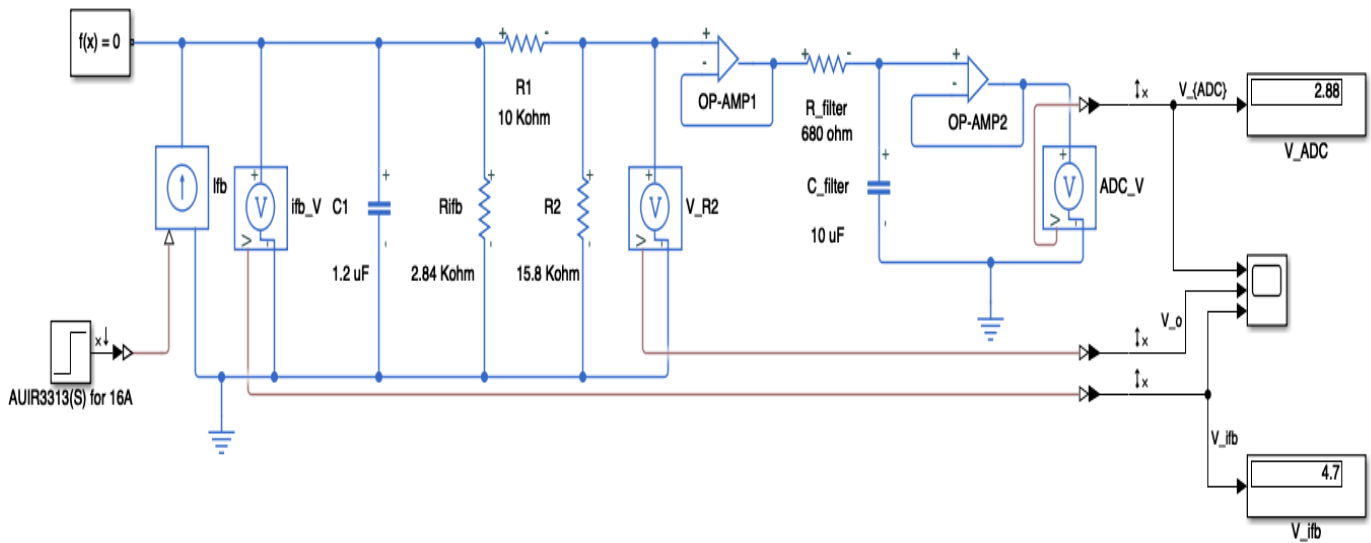 f(x) = 0
R1
10 Kohm
OP-AMP1
R_filter
680 ohm
OP-AMP2
V_{ADC}
2.88
V_ADC
Ifb
ifb_V
C1
1.2 uF
Rifb
2.84 Kohm
R2
15.8 Kohm
V_R2
C_filter
10 uF
ADC_V
AUIR3313(S) for 16A
V_o
V_ifb
4.7
V_ifb